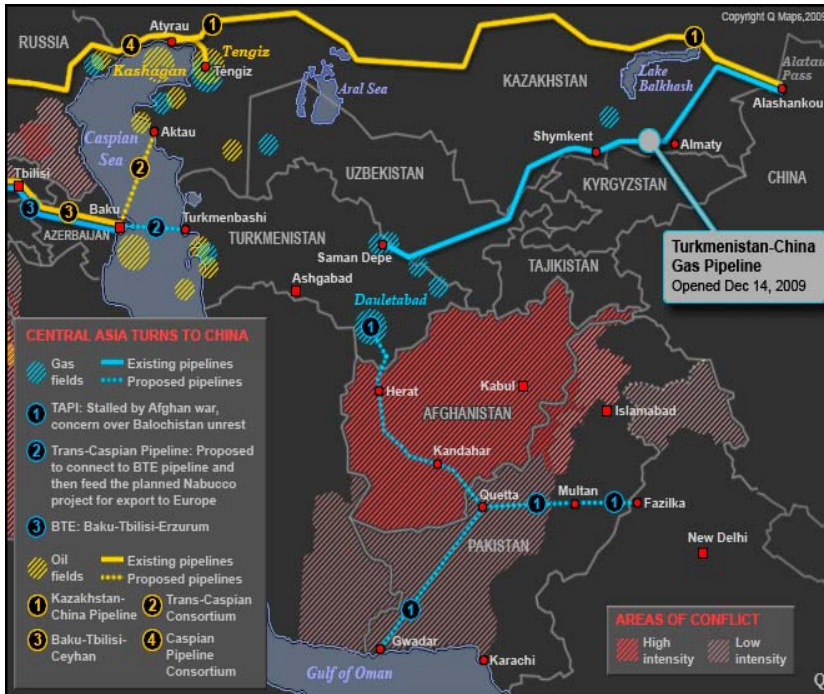 Copyright Q Maps,2009
RUSSIA
Atyrau
1
4
Tengiz
Kashagan
Tengiz
1
KAZAKHSTAN
Lake
Balkhash
Alatau
Pass
Alashankou
Aral Sea
Caspian
Sea
Aktau
2
Shymkent
Almaty
UZBEKISTAN
KYRGYZSTAN
CHINA
Tbilisi
3
3
Baku
2
Turkmenbashi
AZERBAIJAN
TURKMENISTAN
Saman Depe
Turkmenistan-China
Gas Pipeline
Opened Dec 14, 2009
TAJIKISTAN
Ashgabad
Dauletabad
1
Herat
Kabul
AFGHANISTAN
Islamabad
Kandahar
Quetta
1
Multan
1
Fazilka
PAKISTAN
New Delhi
1
Gwadar
Karachi
Gulf of Oman
CENTRAL ASIA TURNS TO CHINA
Gas
fields
Existing pipelines
Proposed pipelines
1 TAPI: Stalled by Afghan war,
concern over Balochistan unrest
2 Trans-Caspian Pipeline: Proposed
to connect to BTE pipeline and
then feed the planned Nabucco
project for export to Europe
3 BTE: Baku-Tbilisi-Erzurum
Oil
fields
Existing pipelines
Proposed pipelines
1 Kazakhstan-
China Pipeline
2 Trans-Caspian
Consortium
3 Baku-Tbilisi-
Ceyhan
4 Caspian
Pipeline
Consortium
AREAS OF CONFLICT
High
intensity
Low
intensity
Q